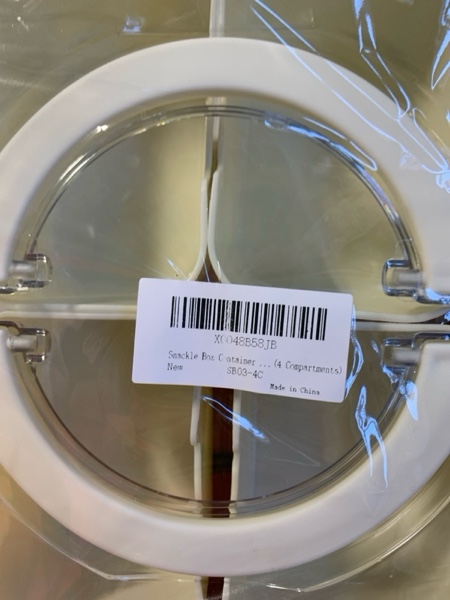 X0048B58JB
Snackle Box Container ... (4 Compartments)
New
SB03-4C
Made in China